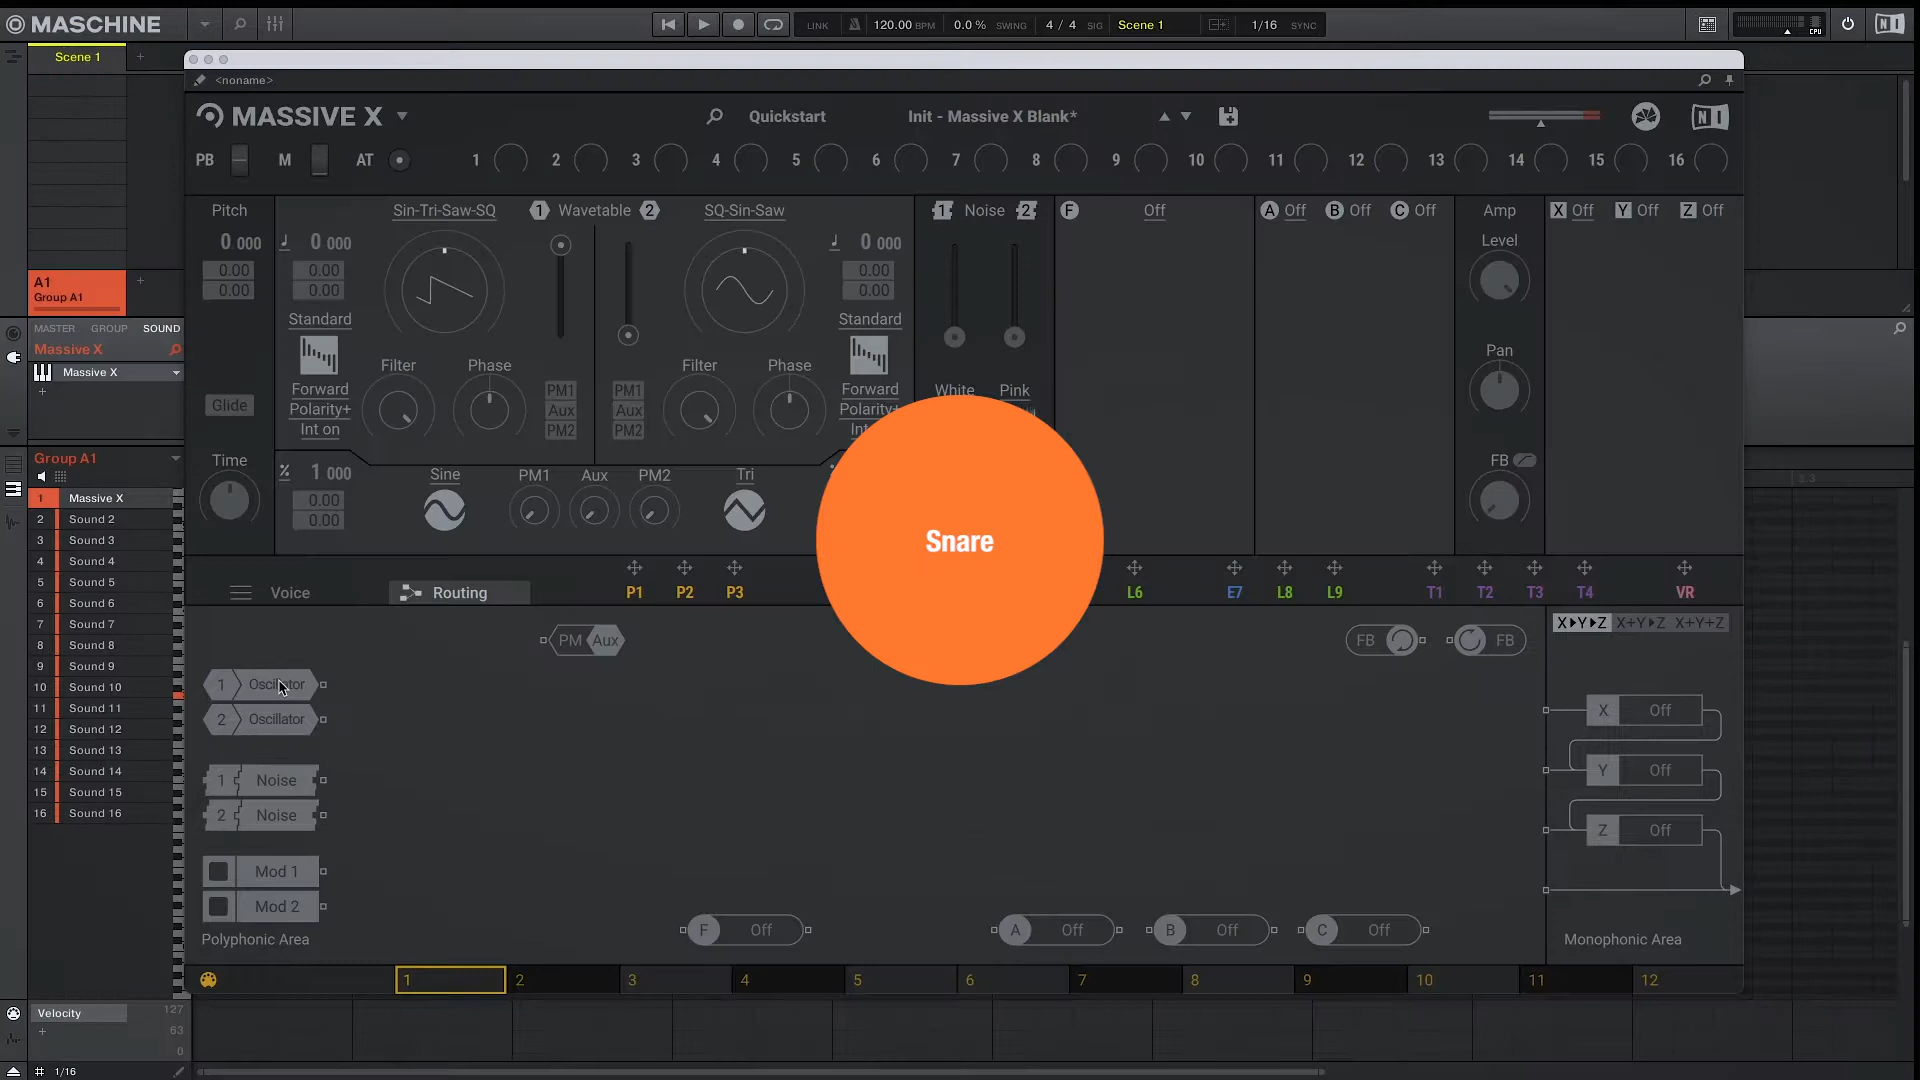 MASCHINE
LINK 120.00 BPM 0.0 % SWING 4 / 4 SIG Scene 1 1/16 SYNC CPU NI
Scene 1 +
<noname>
MASSIVE X Quickstart Init - Massive X Blank* NI
PB M AT 1 2 3 4 5 6 7 8 9 10 11 12 13 14 15 16
Pitch Sin-Tri-Saw-SQ 1 Wavetable 2 SQ-Sin-Saw 1 Noise 2 F Off A Off B Off C Off Amp X Off Y Off Z Off
0 000 0 000 0 000 Level
0.00 0.00 0.00
0.00 0.00 0.00
A1 +
Group A1
Standard Standard
MASTER GROUP SOUND
Massive X Pan
Filter Phase Filter Phase
Massive X
Forward PM1 PM1 Forward White Pink
+
Glide Polarity+ Aux Aux Polarity+
Int on PM2 PM2 Int
Group A1 Time FB
% 1 000 Sine PM1 Aux PM2 Tri
0.00
0.00
3.3
Snare
1 Massive X
2 Sound 2
3 Sound 3
4 Sound 4
5 Sound 5
6 Sound 6
7 Sound 7
8 Sound 8
9 Sound 9
10 Sound 10
11 Sound 11
12 Sound 12
13 Sound 13
14 Sound 14
15 Sound 15
16 Sound 16
Voice Routing P1 P2 P3 L6 E7 L8 L9 T1 T2 T3 T4 VR
PM Aux FB FB X▸Y▸Z X+Y▸Z X+Y+Z
1 Oscillator
2 Oscillator X Off
1 Noise Y Off
2 Noise Z Off
Mod 1
Mod 2
F Off A Off B Off C Off
Polyphonic Area Monophonic Area
1 2 3 4 5 6 7 8 9 10 11 12
Velocity 127
+ 63
0
# 1/16